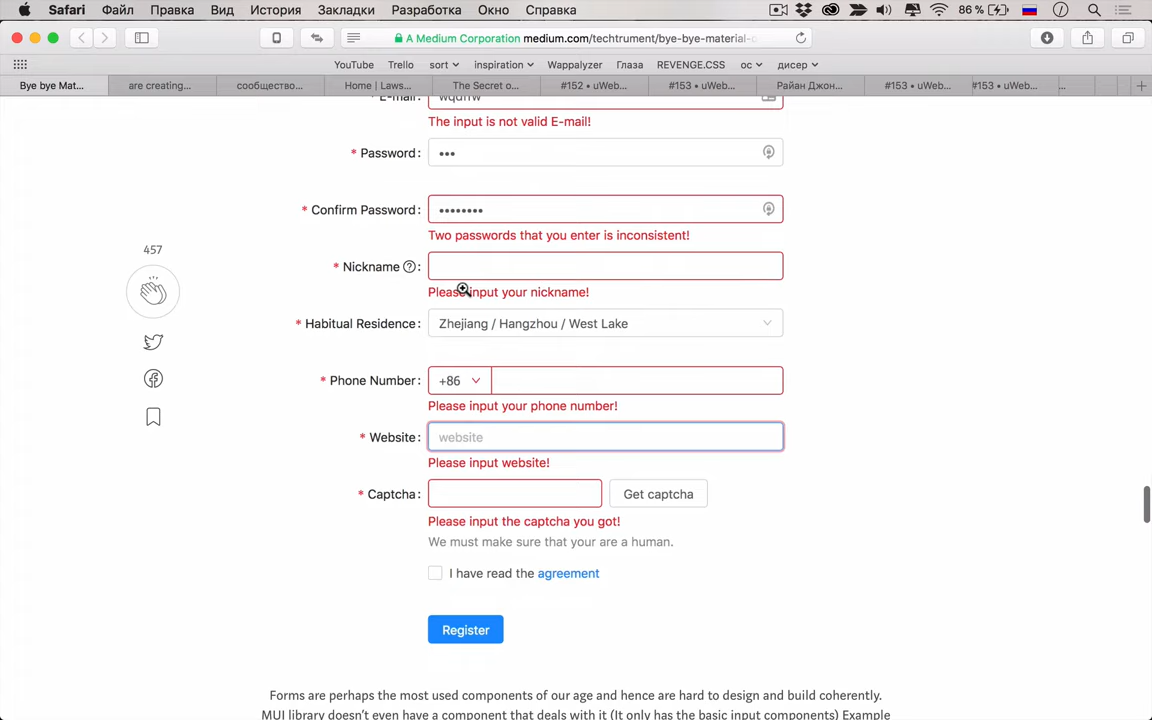 Safari Файл Правка Вид История Закладки Разработка Окно Справка 86 %
A Medium Corporation medium.com/techtrument/bye-bye-material-d
YouTube Trello sort inspiration Wappalyzer Глаза REVENGE.CSS ос дисер
Bye bye Mat... are creating... сообщество... Home | Laws... The Secret o... #152 • uWeb... #153 • uWeb... Райан Джон... #153 • uWeb... #153 • uWeb... ...
* E-mail:
The input is not valid E-mail!
* Password: •••
* Confirm Password: ••••••••
Two passwords that you enter is inconsistent!
457
* Nickname ? :
Please input your nickname!
* Habitual Residence: Zhejiang / Hangzhou / West Lake
* Phone Number: +86
Please input your phone number!
* Website: website
Please input website!
* Captcha: Get captcha
Please input the captcha you got!
We must make sure that your are a human.
I have read the agreement
Register
Forms are perhaps the most used components of our age and hence are hard to design and build coherently.
MUI library doesn't even have a component that deals with it (It only has the basic input components) Example